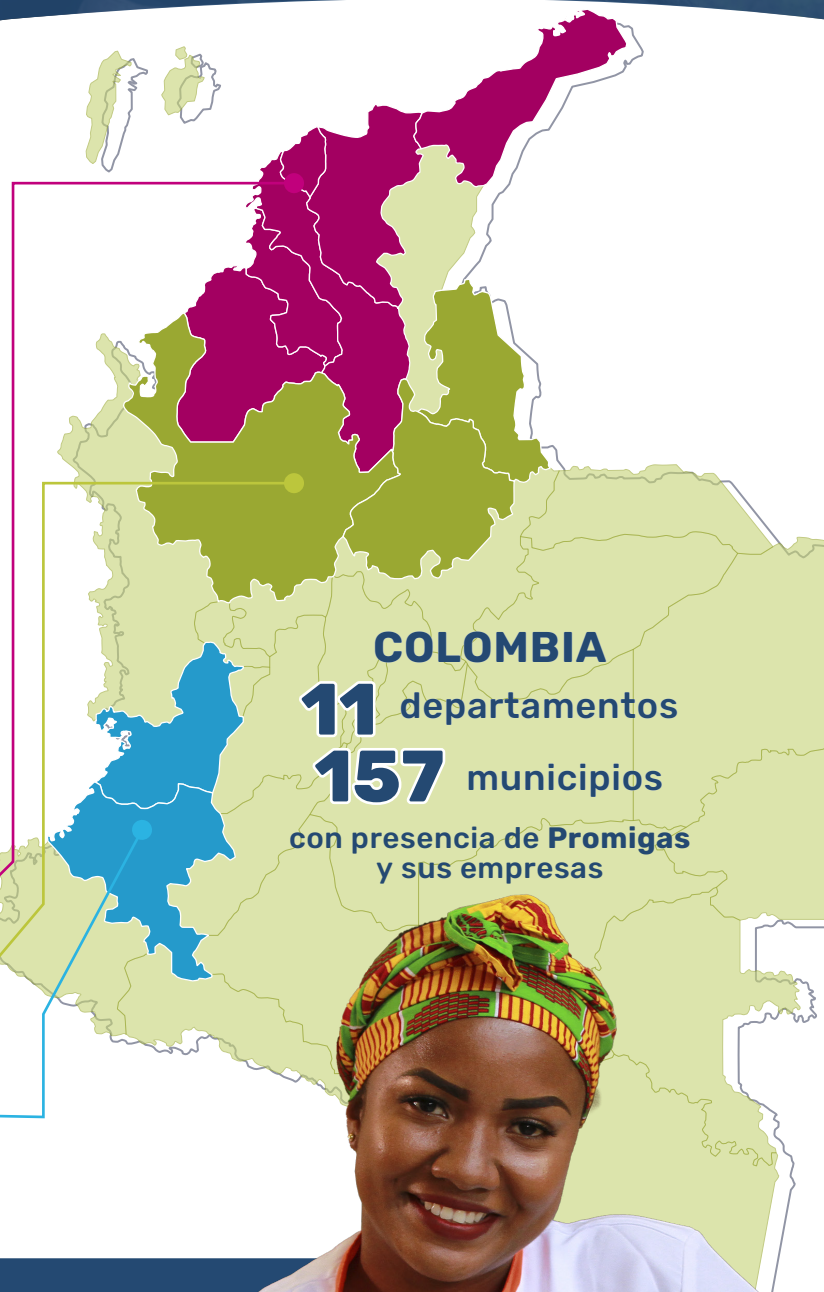 COLOMBIA
11 departamentos
157 municipios
con presencia de Promigas
y sus empresas